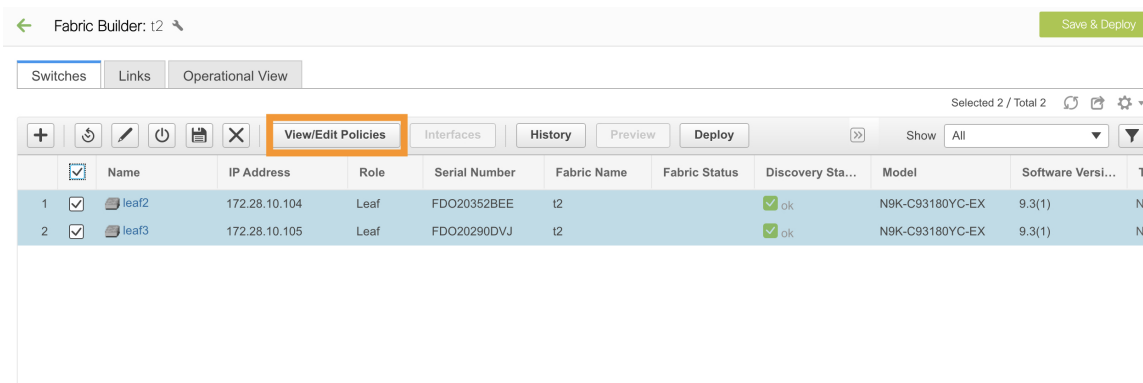 Fabric Builder: t2
Save & Deploy
Switches Links Operational View
Selected 2 / Total 2
View/Edit Policies Interfaces History Preview Deploy Show All
Name IP Address Role Serial Number Fabric Name Fabric Status Discovery Sta... Model Software Versi... T
1 leaf2 172.28.10.104 Leaf FDO20352BEE t2 ok N9K-C93180YC-EX 9.3(1) N
2 leaf3 172.28.10.105 Leaf FDO20290DVJ t2 ok N9K-C93180YC-EX 9.3(1) N